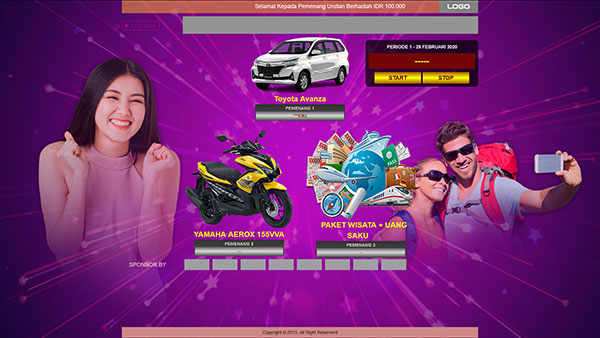 Selamat Kepada Pemenang Undian Berhadiah IDR 100.000
LOGO
PERIODE 1 - 29 FEBRUARI 2020
-----
START STOP
Toyota Avanza
PEMENANG 1
YAMAHA AEROX 155VVA
PEMENANG 2
PAKET WISATA + UANG
SAKU
PEMENANG 3
SPONSOR BY
Copyright © 2015. All Right Reserverd